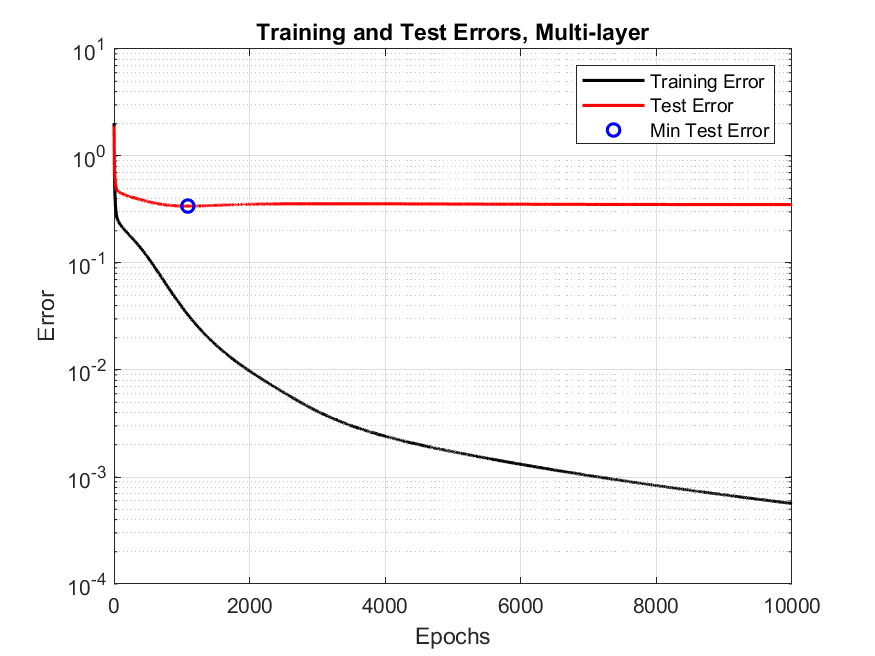 Training and Test Errors, Multi-layer
Training Error
Test Error
Min Test Error
Error
10^1
10^0
10^-1
10^-2
10^-3
10^-4
0 2000 4000 6000 8000 10000
Epochs